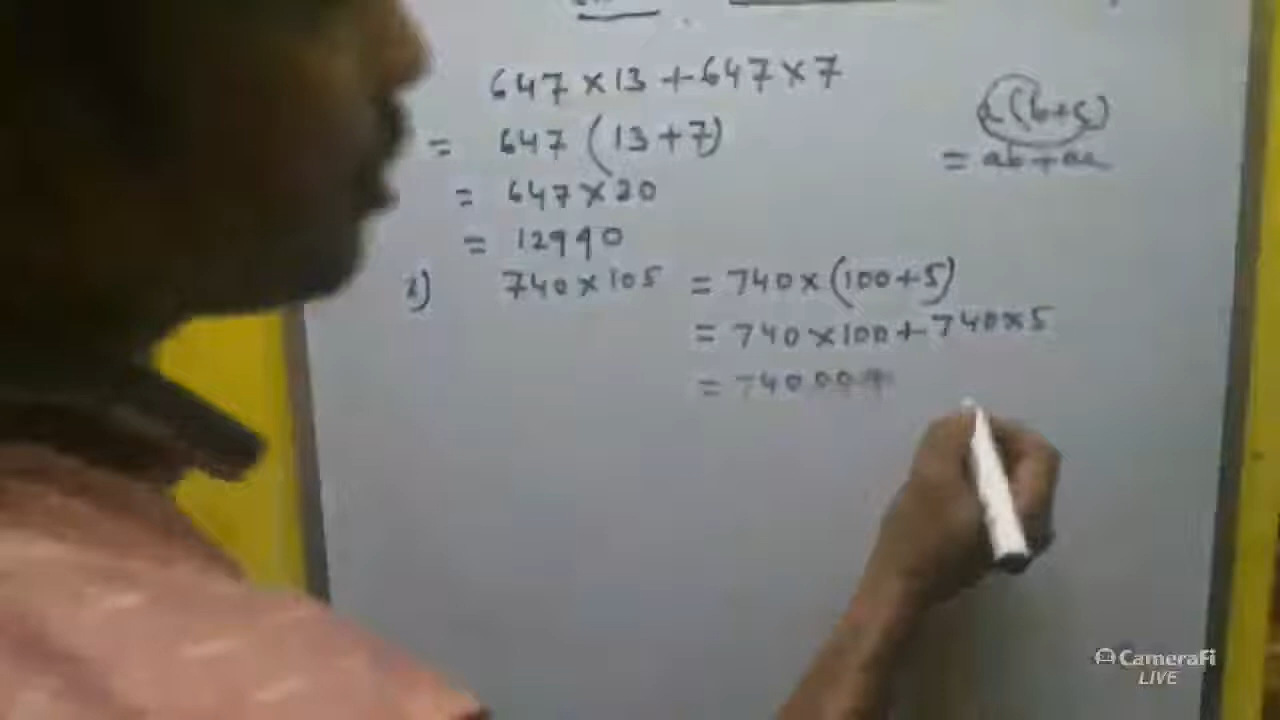 647 × 13 + 647 × 7
= 647 (13 + 7)
= 647 × 20
= 12940
a(b+c)
= ab + ac
2) 740 × 105 = 740 × (100 + 5)
= 740 × 100 + 740 × 5
= 74000 +
CameraFi
LIVE